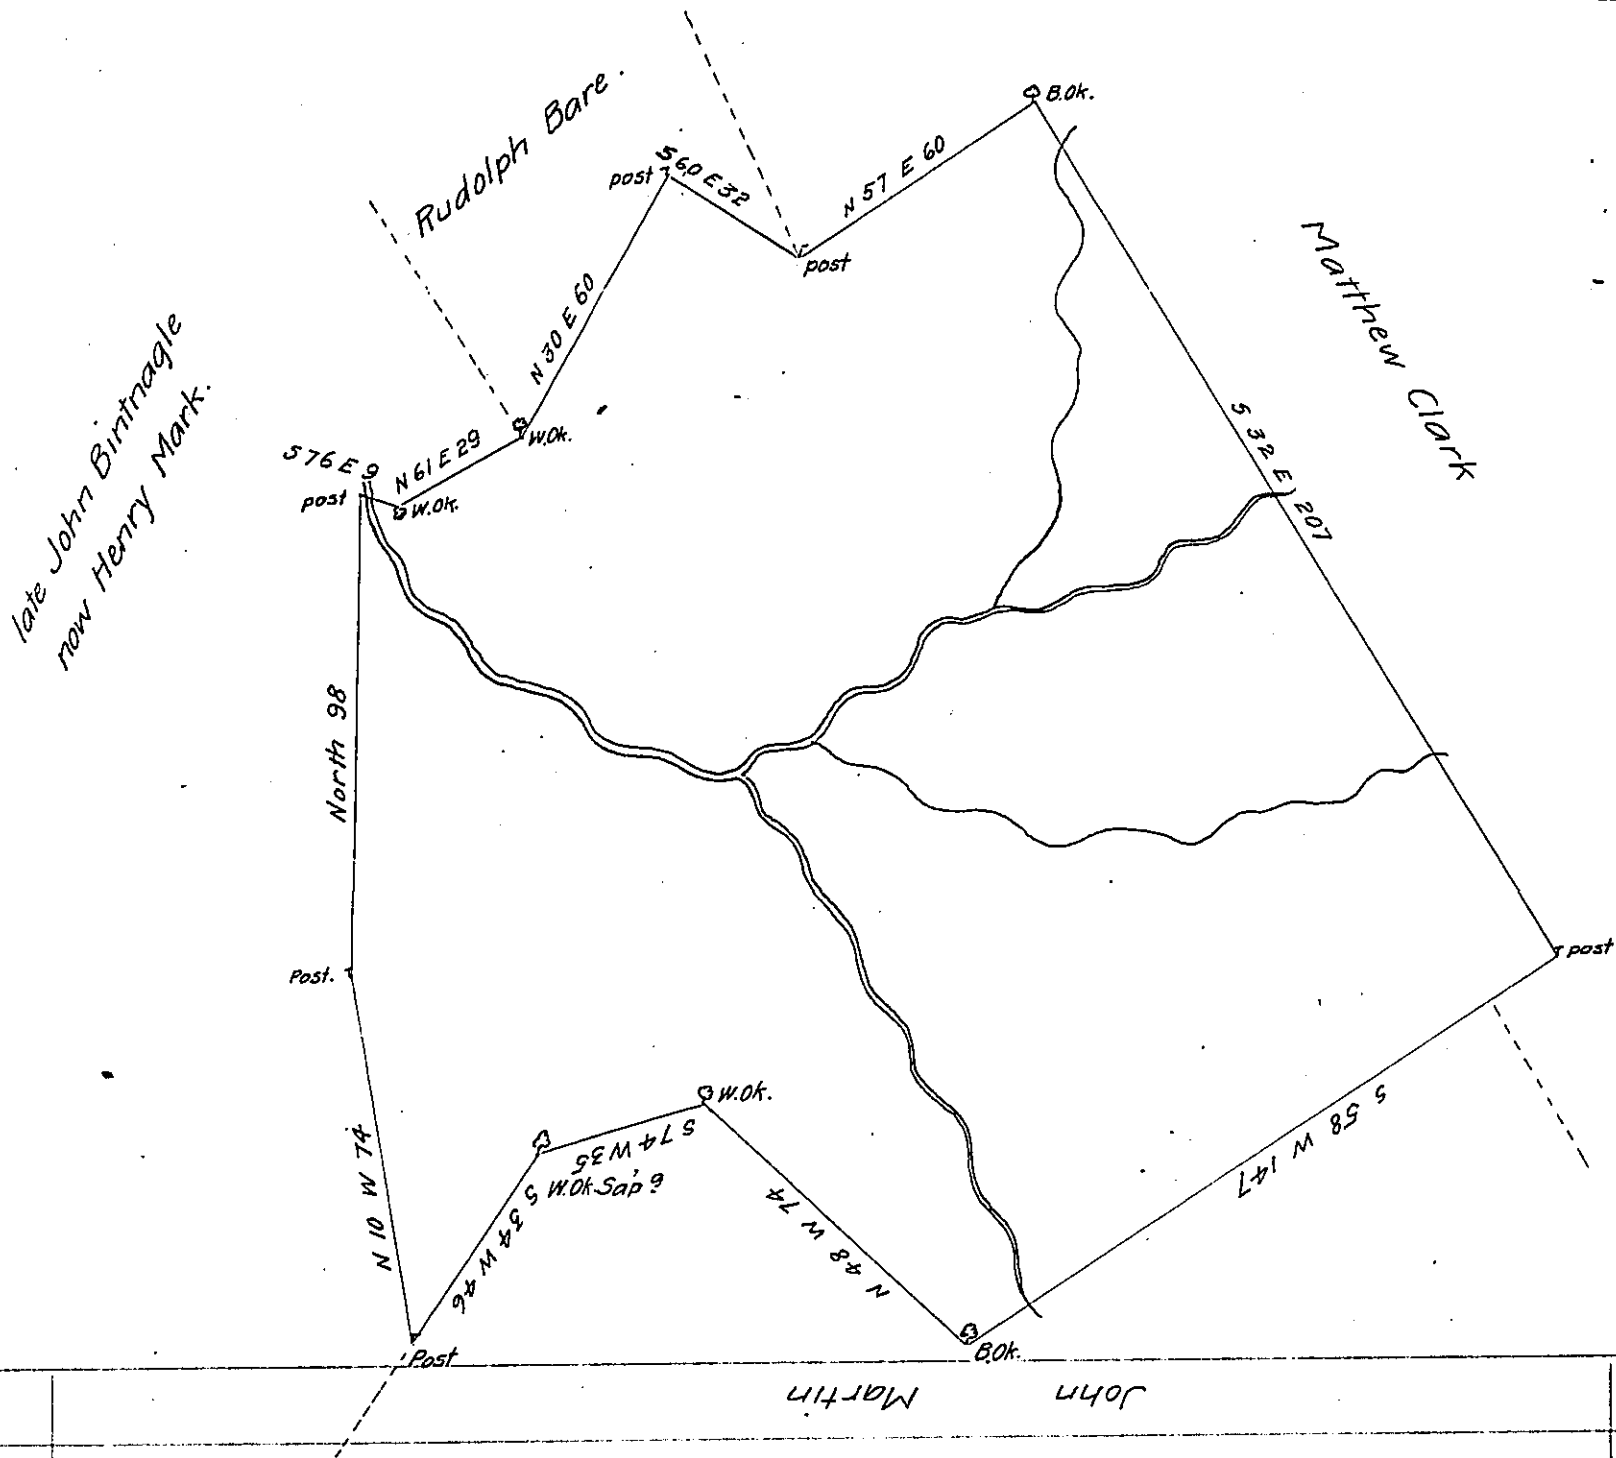 Rudolph Bare.
B.Ok.
post
S 60 E 32
N 57 E 60
post
Matthew Clark
N 30 E 60
late John Bintnagle
now Henry Mark.
S 32 E 207
W.Ok.
N 61 E 29
S 76 E 9
post
W.Ok.
North 98
post
Post.
W.Ok.
S 58 W 147
S 74 W 35
W.Ok Sap?
N 10 W 74
S 34 W 46
N 48 W 74
Post
B.Ok.
John Martin